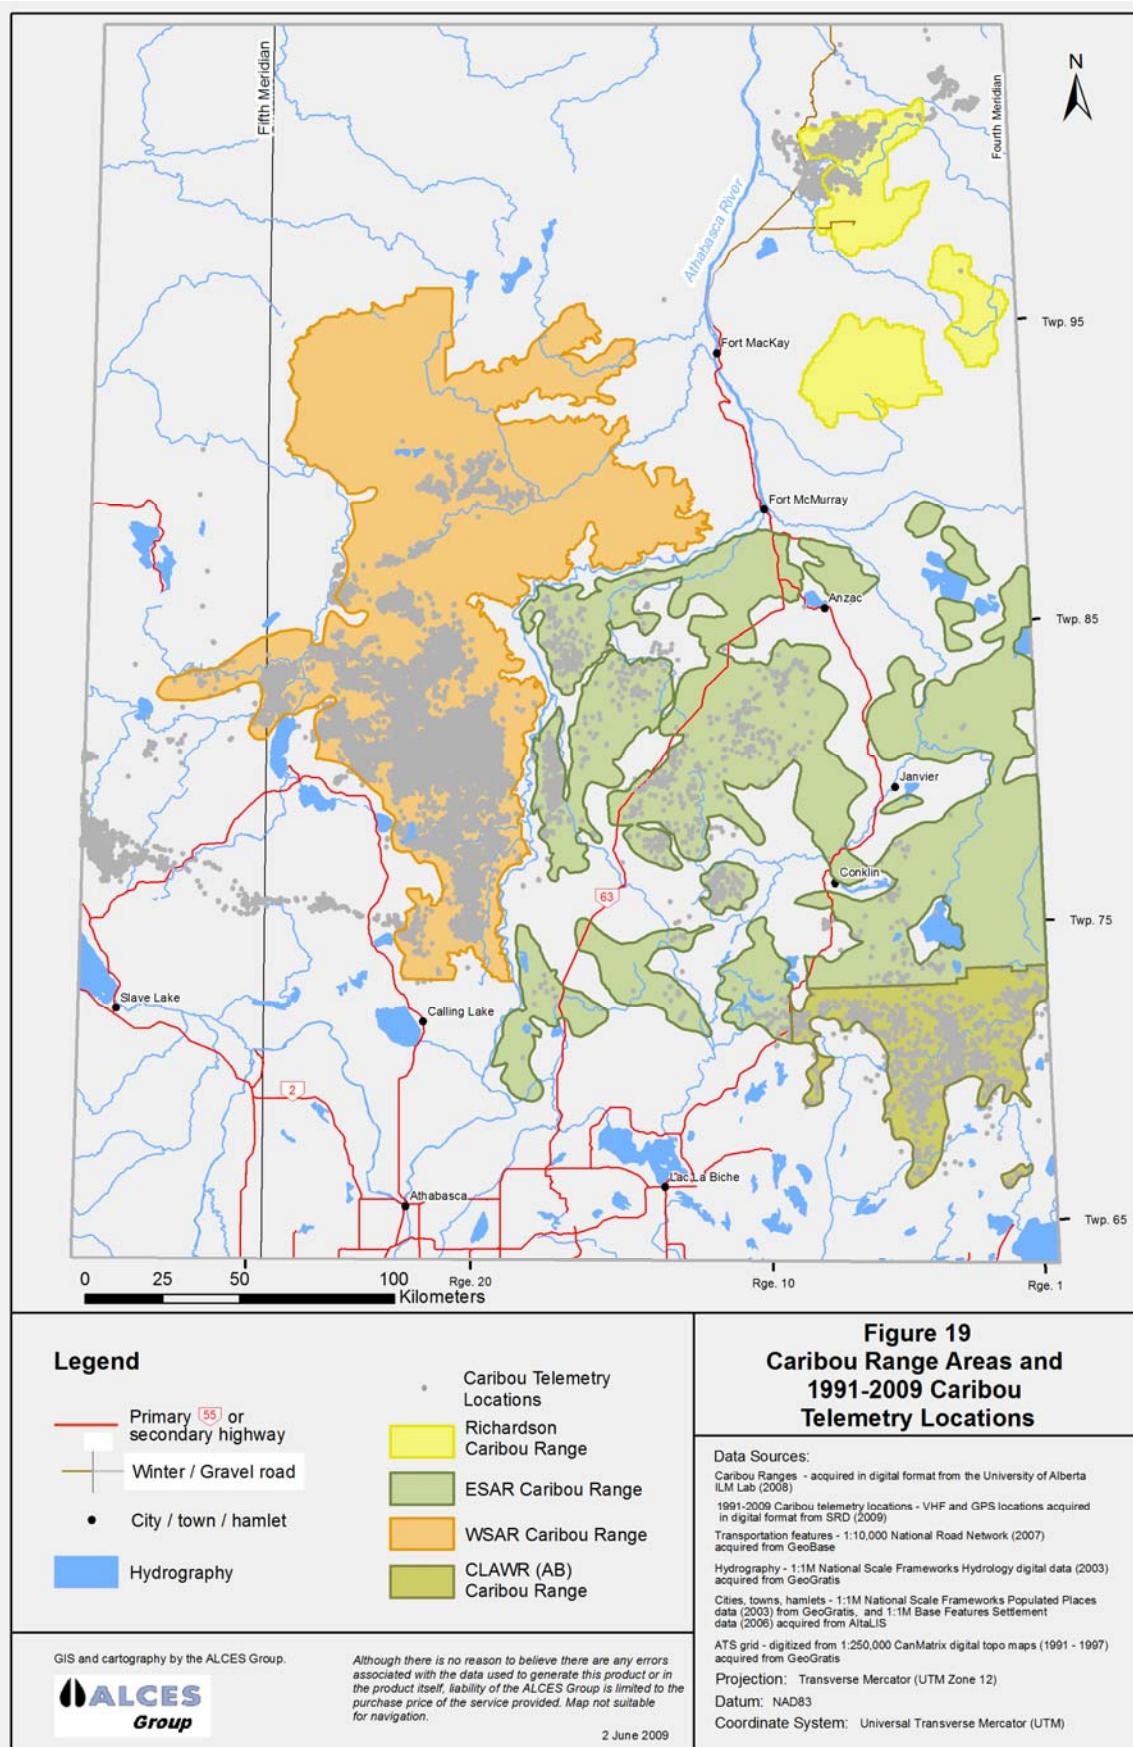 Fifth Meridian
Fourth Meridian
N
Athabasca River
Twp. 95
Fort MacKay
Fort McMurray
Anzac
Twp. 85
Janvier
Conklin
63
Twp. 75
Slave Lake
Calling Lake
2
Lac La Biche
Athabasca
Twp. 65
0 25 50 100
Kilometers
Rge. 20
Rge. 10
Rge. 1
Legend
Primary 55 or
secondary highway
Winter / Gravel road
City / town / hamlet
Hydrography
Caribou Telemetry
Locations
Richardson
Caribou Range
ESAR Caribou Range
WSAR Caribou Range
CLAWR (AB)
Caribou Range
Figure 19
Caribou Range Areas and
1991-2009 Caribou
Telemetry Locations
Data Sources:
Caribou Ranges - acquired in digital format from the University of Alberta
ILM Lab (2008)
1991-2009 Caribou telemetry locations - VHF and GPS locations acquired
in digital format from SRD (2009)
Transportation features - 1:10,000 National Road Network (2007)
acquired from GeoBase
Hydrography - 1:1M National Scale Frameworks Hydrology digital data (2003)
acquired from GeoGratis
Cities, towns, hamlets - 1:1M National Scale Frameworks Populated Places
data (2003) from GeoGratis, and 1:1M Base Features Settlement
data (2006) acquired from AltaLIS
ATS grid - digitized from 1:250,000 CanMatrix digital topo maps (1991 - 1997)
acquired from GeoGratis
Projection: Transverse Mercator (UTM Zone 12)
Datum: NAD83
Coordinate System: Universal Transverse Mercator (UTM)
GIS and cartography by the ALCES Group.
ALCES
Group
Although there is no reason to believe there are any errors
associated with the data used to generate this product or in
the product itself, liability of the ALCES Group is limited to the
purchase price of the service provided. Map not suitable
for navigation.
2 June 2009